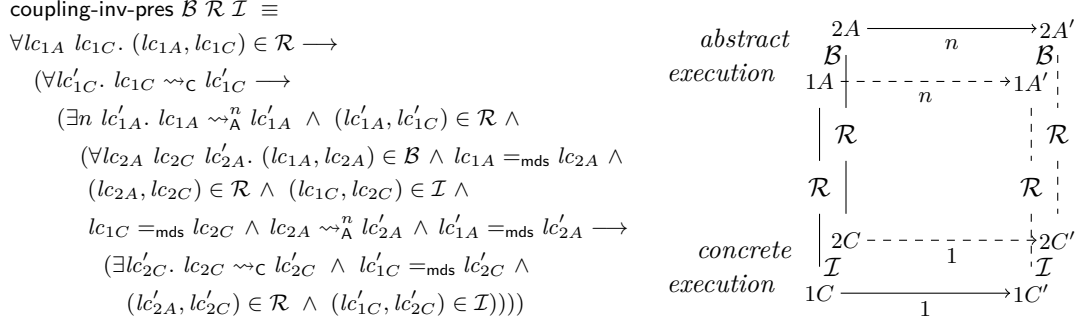 coupling-inv-pres ℬ ℛ ℐ ≡
∀lc₁A lc₁C. (lc₁A, lc₁C) ∈ ℛ ⟶
(∀lc′₁C. lc₁C ⇝C lc′₁C ⟶
(∃n lc′₁A. lc₁A ⇝ⁿA lc′₁A ∧ (lc′₁A, lc′₁C) ∈ ℛ ∧
(∀lc₂A lc₂C lc′₂A. (lc₁A, lc₂A) ∈ ℬ ∧ lc₁A =mds lc₂A ∧
(lc₂A, lc₂C) ∈ ℛ ∧ (lc₁C, lc₂C) ∈ ℐ ∧
lc₁C =mds lc₂C ∧ lc₂A ⇝ⁿA lc′₂A ∧ lc′₁A =mds lc′₂A ⟶
(∃lc′₂C. lc₂C ⇝C lc′₂C ∧ lc′₁C =mds lc′₂C ∧
(lc′₂A, lc′₂C) ∈ ℛ ∧ (lc′₁C, lc′₂C) ∈ ℐ))))
abstract
execution
2A
2A′
n
ℬ
ℬ
1A
1A′
n
ℛ
ℛ
ℛ
ℛ
concrete
execution
2C
2C′
1
ℐ
ℐ
1C
1C′
1